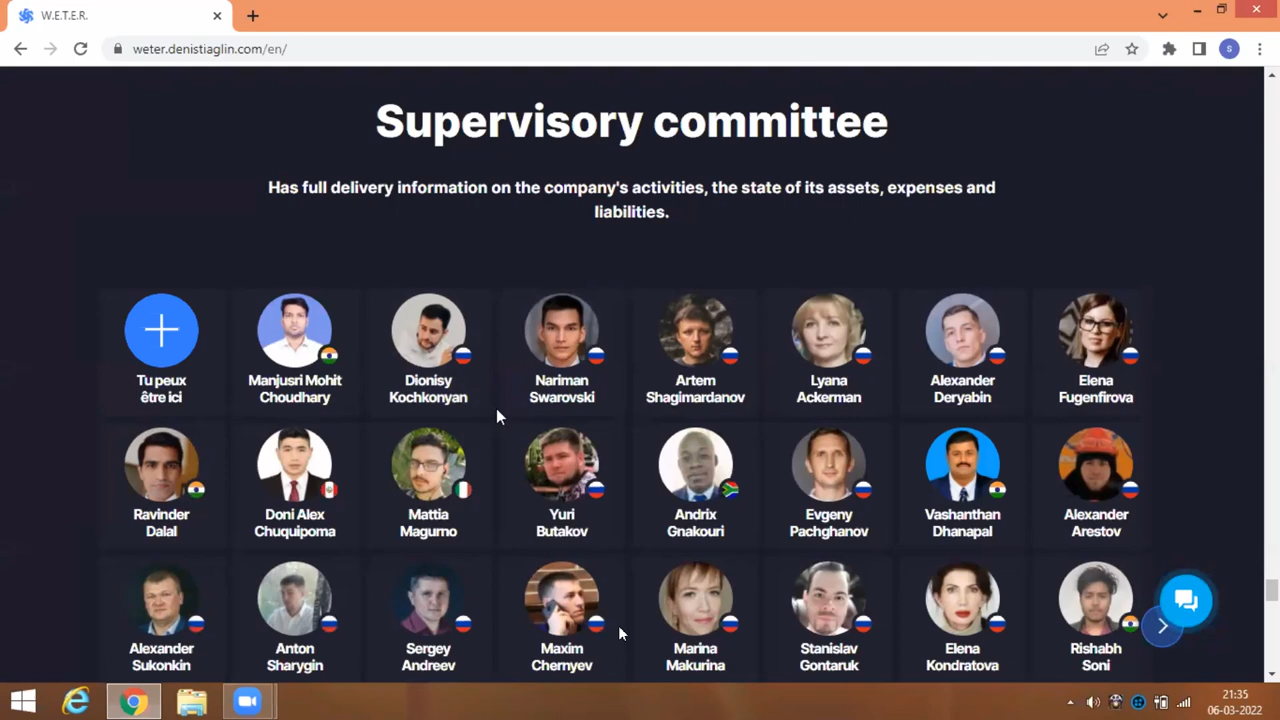 W.E.T.E.R.
weter.denistiaglin.com/en/
S
Supervisory committee
Has full delivery information on the company's activities, the state of its assets, expenses and
liabilities.
Tu peux
être ici
Manjusri Mohit
Choudhary
Dionisy
Kochkonyan
Nariman
Swarovski
Artem
Shagimardanov
Lyana
Ackerman
Alexander
Deryabin
Elena
Fugenfirova
Ravinder
Dalal
Doni Alex
Chuquipoma
Mattia
Magurno
Yuri
Butakov
Andrix
Gnakouri
Evgeny
Pachghanov
Vashanthan
Dhanapal
Alexander
Arestov
Alexander
Sukonkin
Anton
Sharygin
Sergey
Andreev
Maxim
Chernyev
Marina
Makurina
Stanislav
Gontaruk
Elena
Kondratova
Rishabh
Soni
21:35
06-03-2022